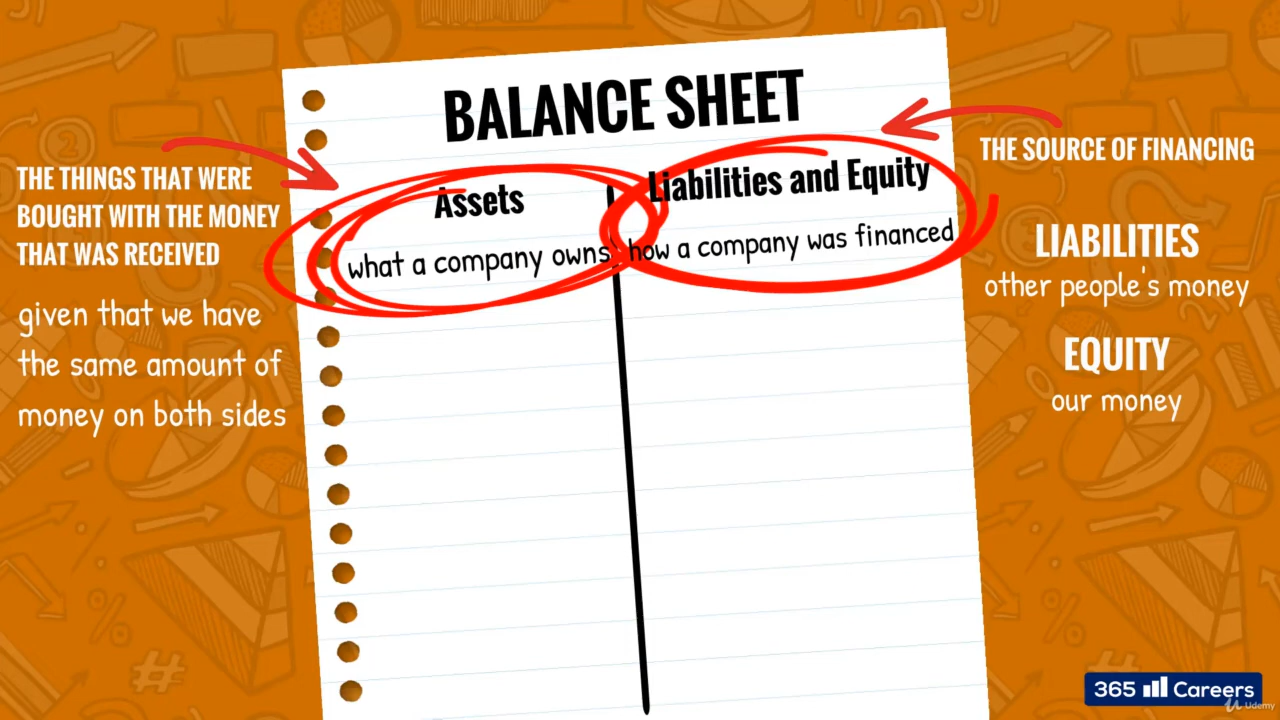 BALANCE SHEET
THE THINGS THAT WERE
BOUGHT WITH THE MONEY
THAT WAS RECEIVED
given that we have
the same amount of
money on both sides
Assets
what a company owns
Liabilities and Equity
how a company was financed
THE SOURCE OF FINANCING
LIABILITIES
other people's money
EQUITY
our money
2
%
#
%
#
365 Careers
Udemy